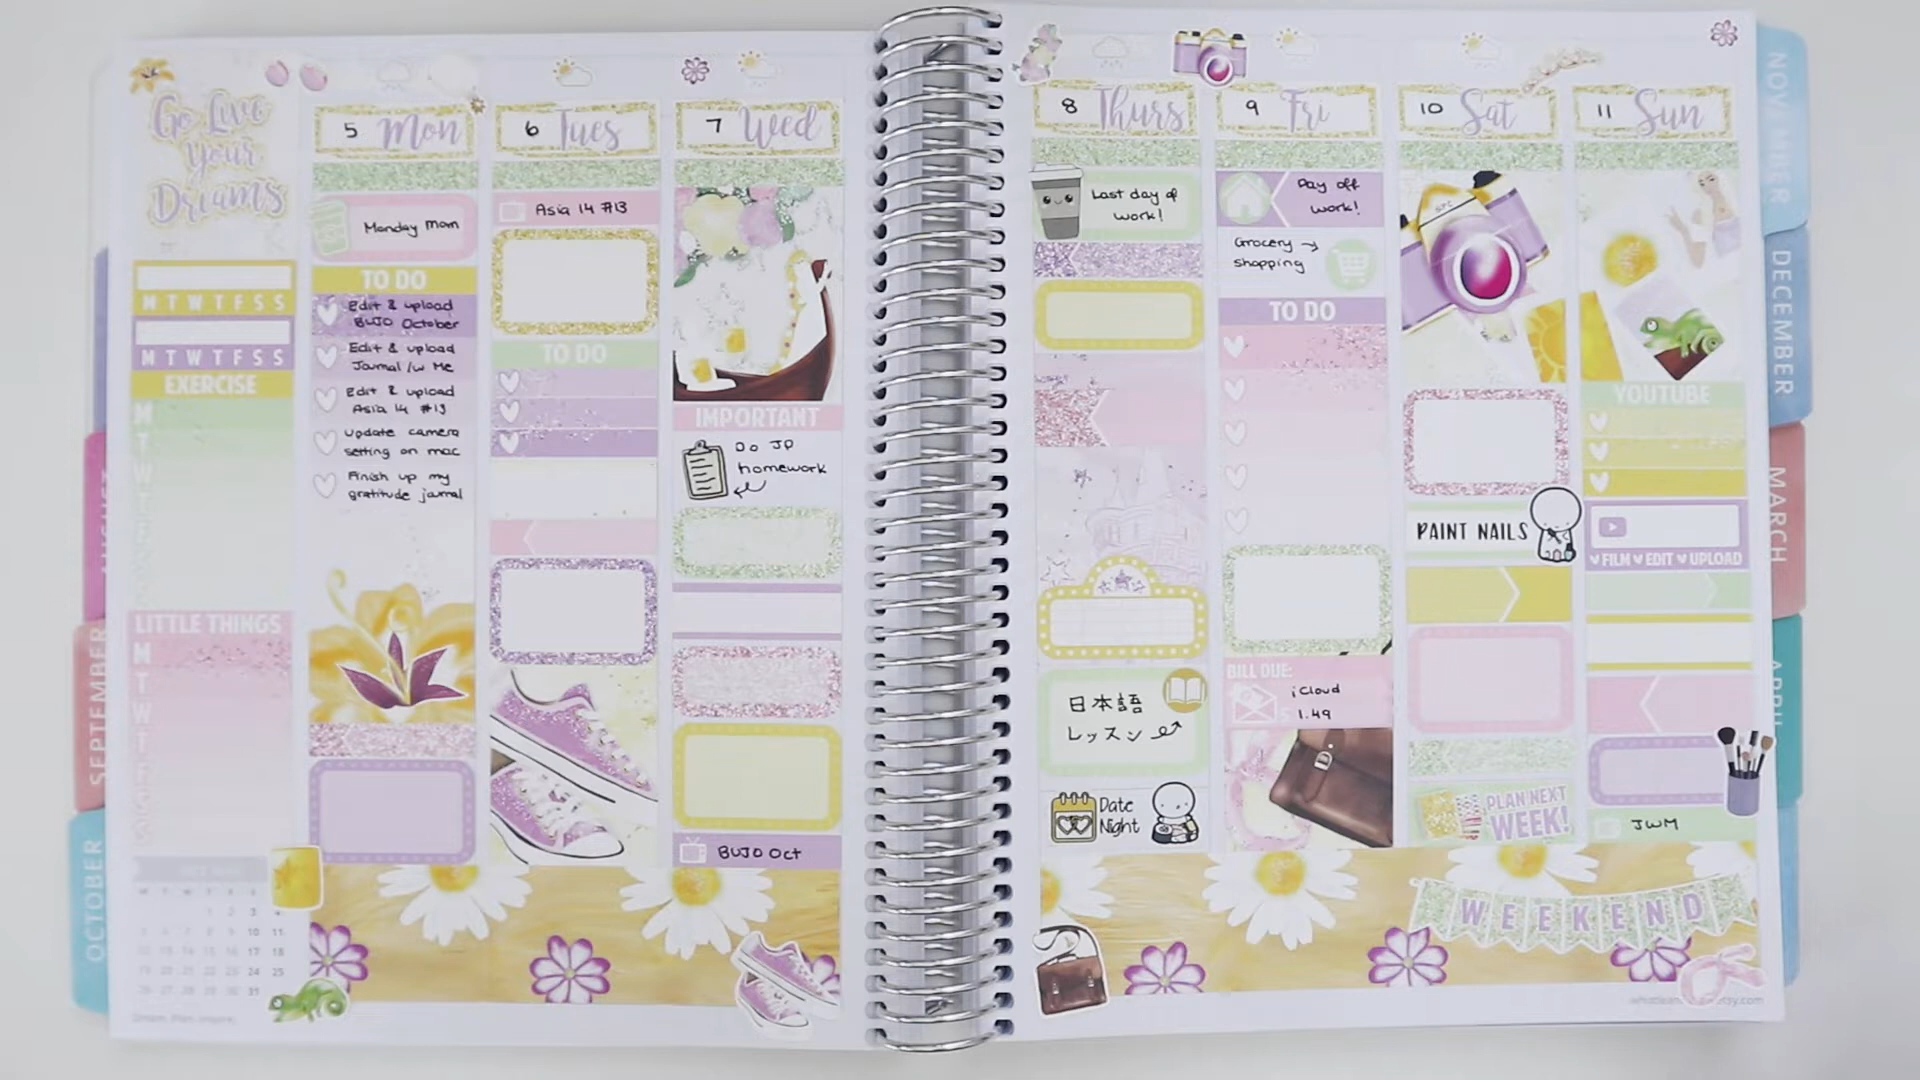 Go Live
Your
Dreams
M T W T F S S
M T W T F S S
EXERCISE
M
T
W
T
LITTLE THINGS
M
T
W
T
5 Mon
Monday Mom
TO DO
Edit & upload
BUJO October
Edit & upload
Journal /w Me
Edit & upload
Asia 14 #13
update camera
setting on mac
Finish up my
gratitude journal
6 Tues
Asia 14 #13
TO DO
7 Wed
IMPORTANT
Do JP
homework
BUJO Oct
8 Thurs
Last day of
work!
日本語
レッスン
Date
Night
9 Fri
Day off
work!
Grocery
shopping
TO DO
BILL DUE:
iCloud
1.49
10 Sat
PAINT NAILS
PLAN NEXT
WEEK!
11 Sun
YOUTUBE
FILM EDIT UPLOAD
JWM
WEEKEND
SEPTEMBER
OCTOBER
DECEMBER
MARCH